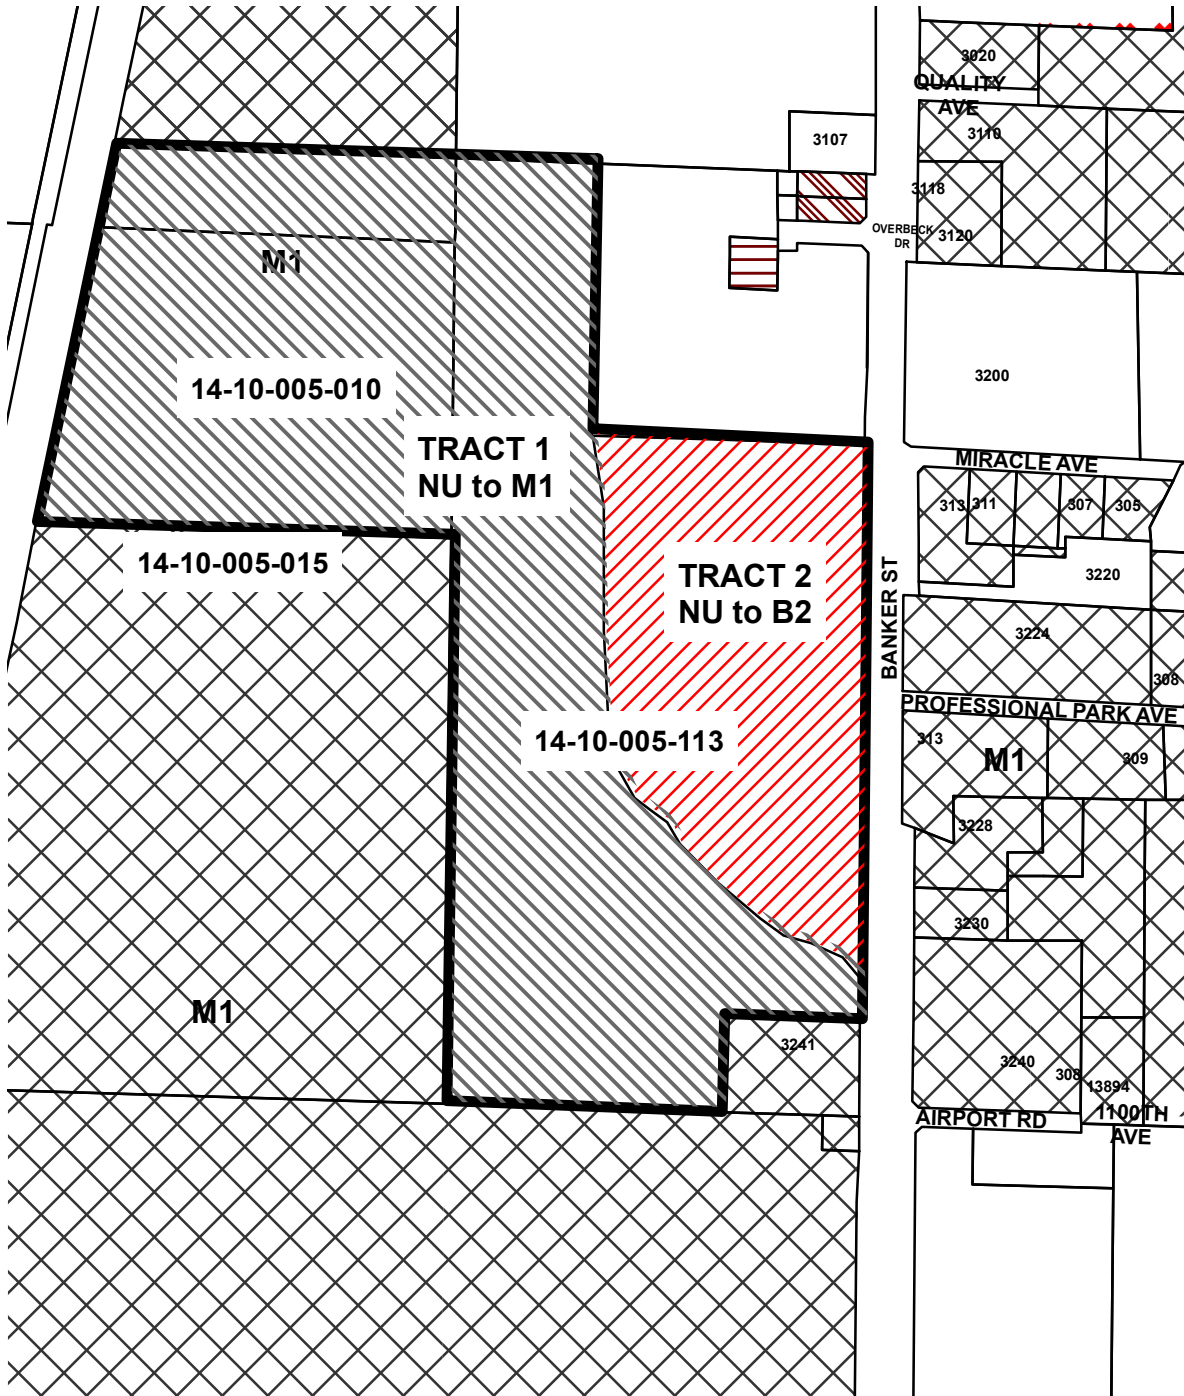 3020
QUALITY
AVE
3107
3110
3118
OVERBECK
DR
3120
M1
14-10-005-010
3200
TRACT 1
NU to M1
MIRACLE AVE
313
311
307
305
14-10-005-015
TRACT 2
NU to B2
BANKER ST
3220
3224
308
PROFESSIONAL PARK AVE
14-10-005-113
313
M1
309
3228
3230
M1
3241
3240
308
13894
AIRPORT RD
1100TH
AVE